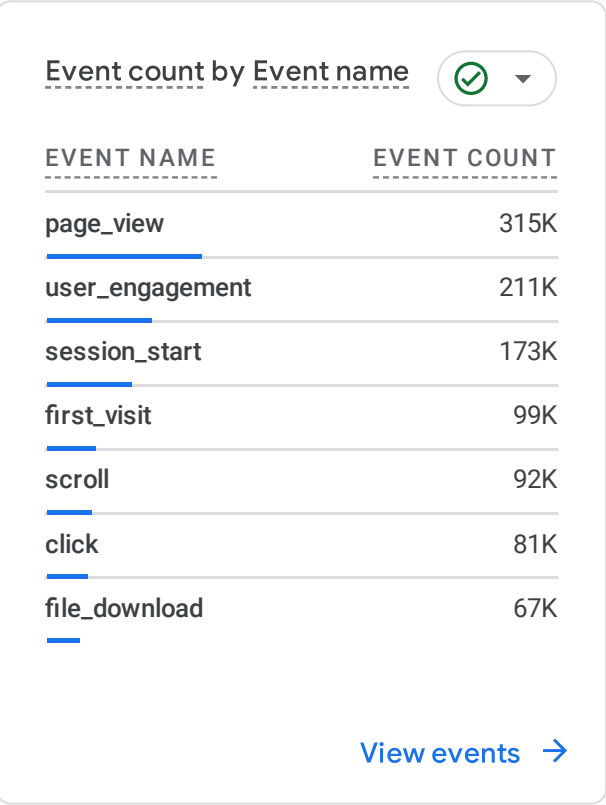 Event count by Event name
EVENT NAME EVENT COUNT
page_view 315K
user_engagement 211K
session_start 173K
first_visit 99K
scroll 92K
click 81K
file_download 67K
View events